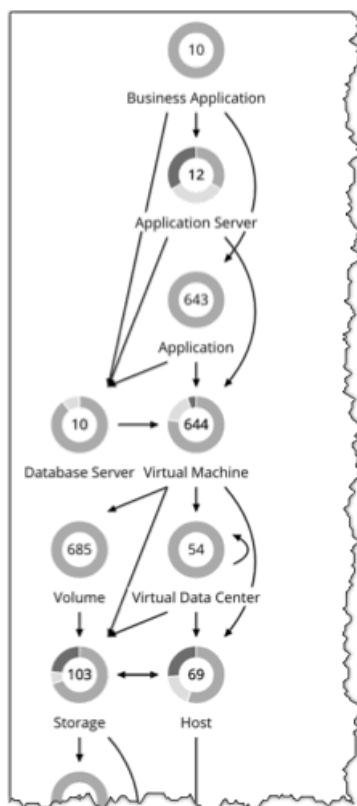 10
Business Application
12
Application Server
643
Application
10
644
Database Server
Virtual Machine
685
54
Volume
Virtual Data Center
103
69
Storage
Host